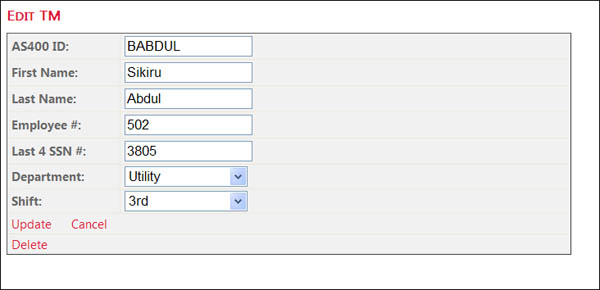 EDIT TM
AS400 ID: BABDUL
First Name: Sikiru
Last Name: Abdul
Employee #: 502
Last 4 SSN #: 3805
Department: Utility
Shift: 3rd
Update Cancel
Delete